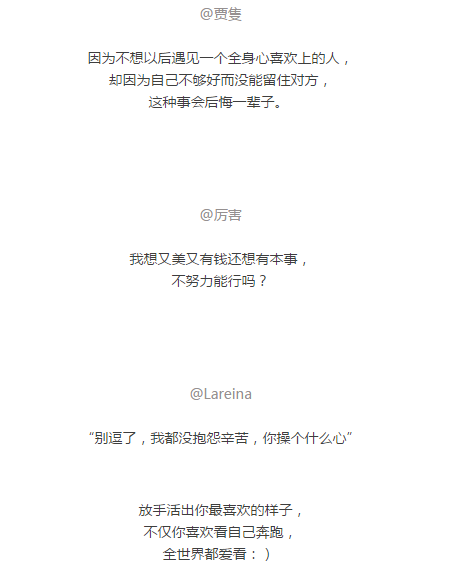 @贾隻
因为不想以后遇见一个全身心喜欢上的人，
却因为自己不够好而没能留住对方，
这种事会后悔一辈子。
@厉害
我想又美又有钱还想有本事，
不努力能行吗？
@Lareina
“别逗了，我都没抱怨辛苦，你操个什么心”
放手活出你最喜欢的样子，
不仅你喜欢看自己奔跑，
全世界都爱看：）